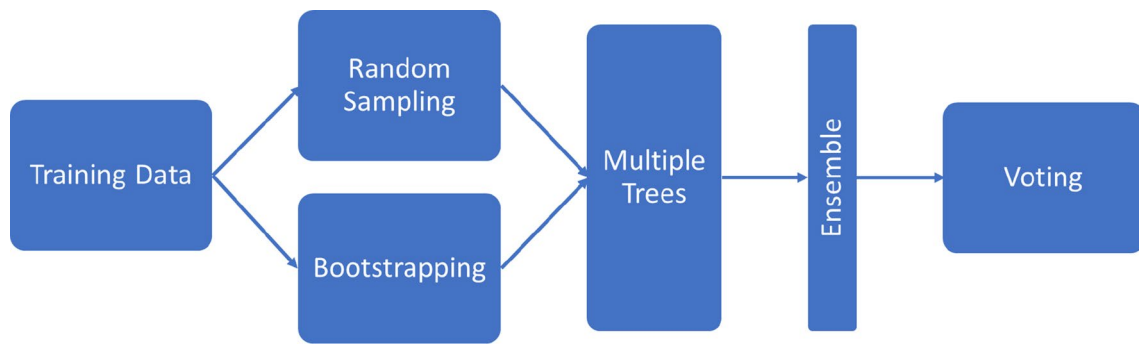 Training Data
Random
Sampling
Bootstrapping
Multiple
Trees
Ensemble
Voting